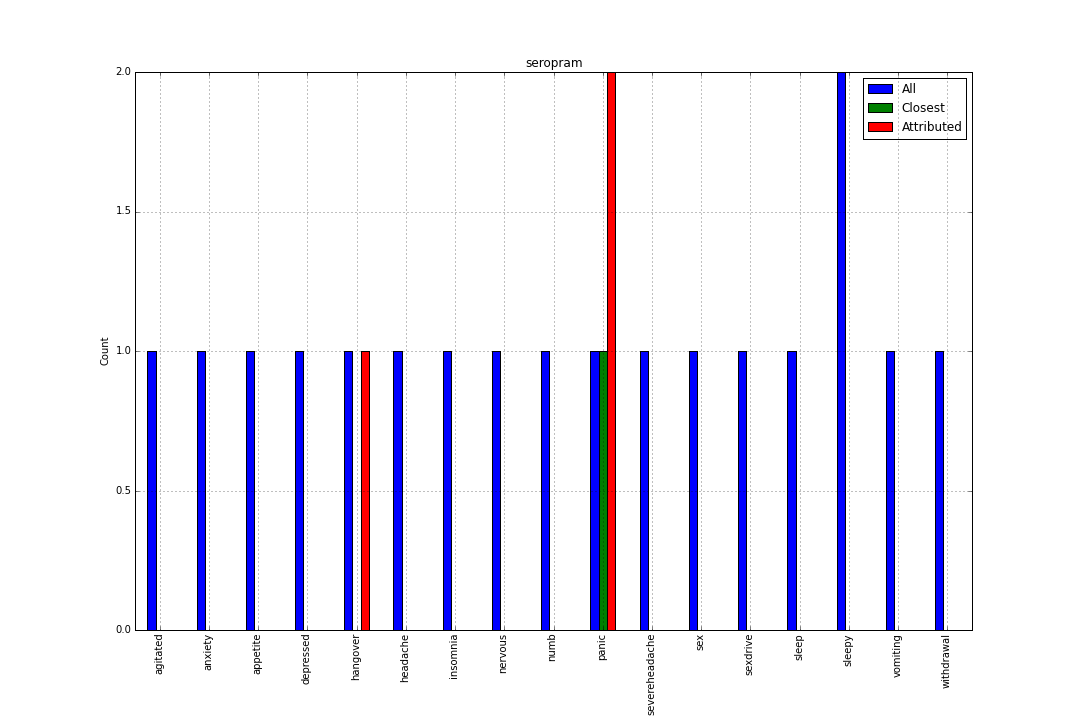 seropram
2.0
1.5
1.0
0.5
0.0
Count
All
Closest
Attributed
agitated
anxiety
appetite
depressed
hangover
headache
insomnia
nervous
numb
panic
severeheadache
sex
sexdrive
sleep
sleepy
vomiting
withdrawal